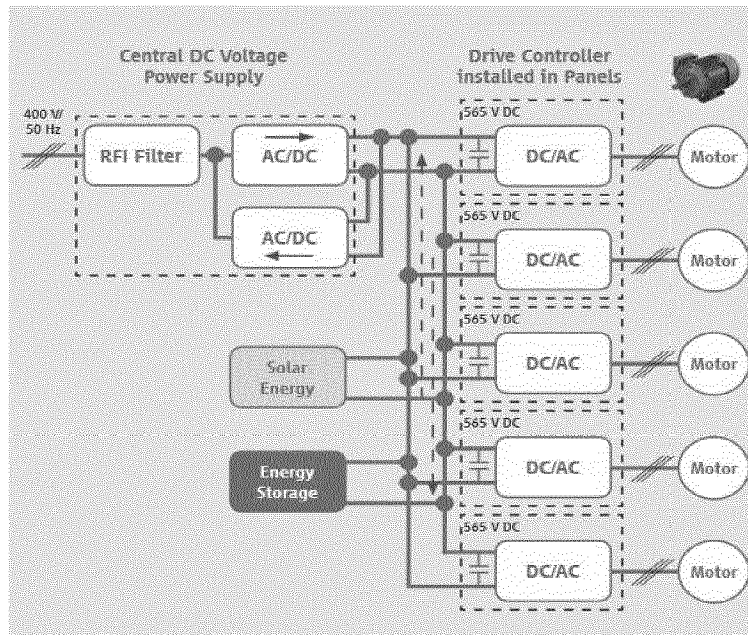 Central DC Voltage
Power Supply
Drive Controller
installed in Panels
400 V/
50 Hz
RFI Filter
AC/DC
AC/DC
565 V DC
DC/AC
Motor
565 V DC
DC/AC
Motor
565 V DC
DC/AC
Motor
Solar
Energy
565 V DC
DC/AC
Motor
Energy
Storage
565 V DC
DC/AC
Motor